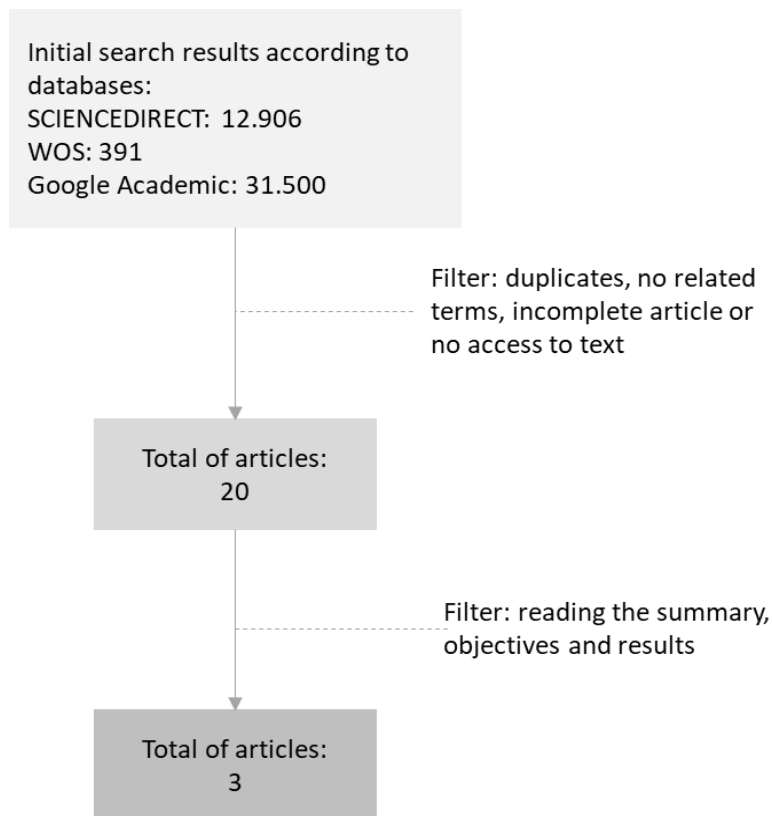 Initial search results according to
databases:
SCIENCEDIRECT: 12.906
WOS: 391
Google Academic: 31.500
Filter: duplicates, no related
terms, incomplete article or
no access to text
Total of articles:
20
Filter: reading the summary,
objectives and results
Total of articles:
3